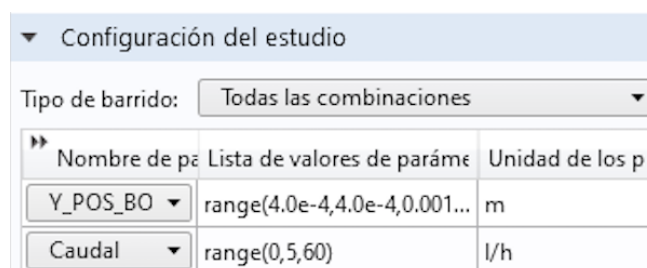 Configuración del estudio
Tipo de barrido: Todas las combinaciones
Nombre de pa Lista de valores de paráme Unidad de los p
Y_POS_BO range(4.0e-4,4.0e-4,0.001... m
Caudal range(0,5,60) l/h